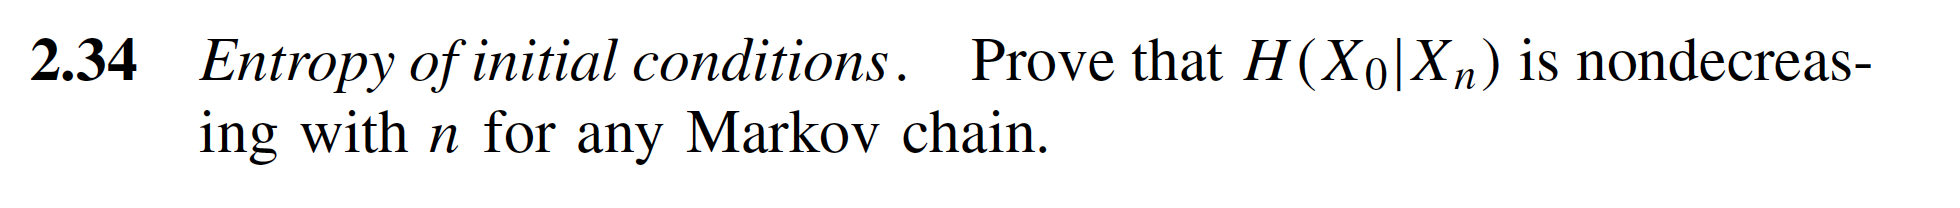 2.34 Entropy of initial conditions. Prove that H(X₀|Xₙ) is nondecreas-
ing with n for any Markov chain.